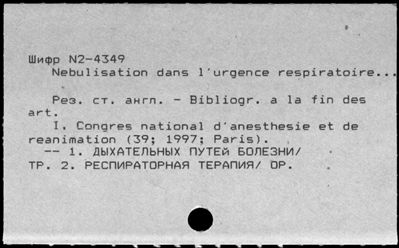 Шифр N2-4349
Nebulisation dans l'urgence respiratoire...
Рез. ст. англ. - Bibliogr. a la fin des
art.
I. Congres national d'anesthesie et de
reanimation (39; 1997; Paris).
-- 1. ДЫХАТЕЛЬНЫХ ПУТЕЙ БОЛЕЗНИ/
ТР. 2. РЕСПИРАТОРНАЯ ТЕРАПИЯ/ ОР.